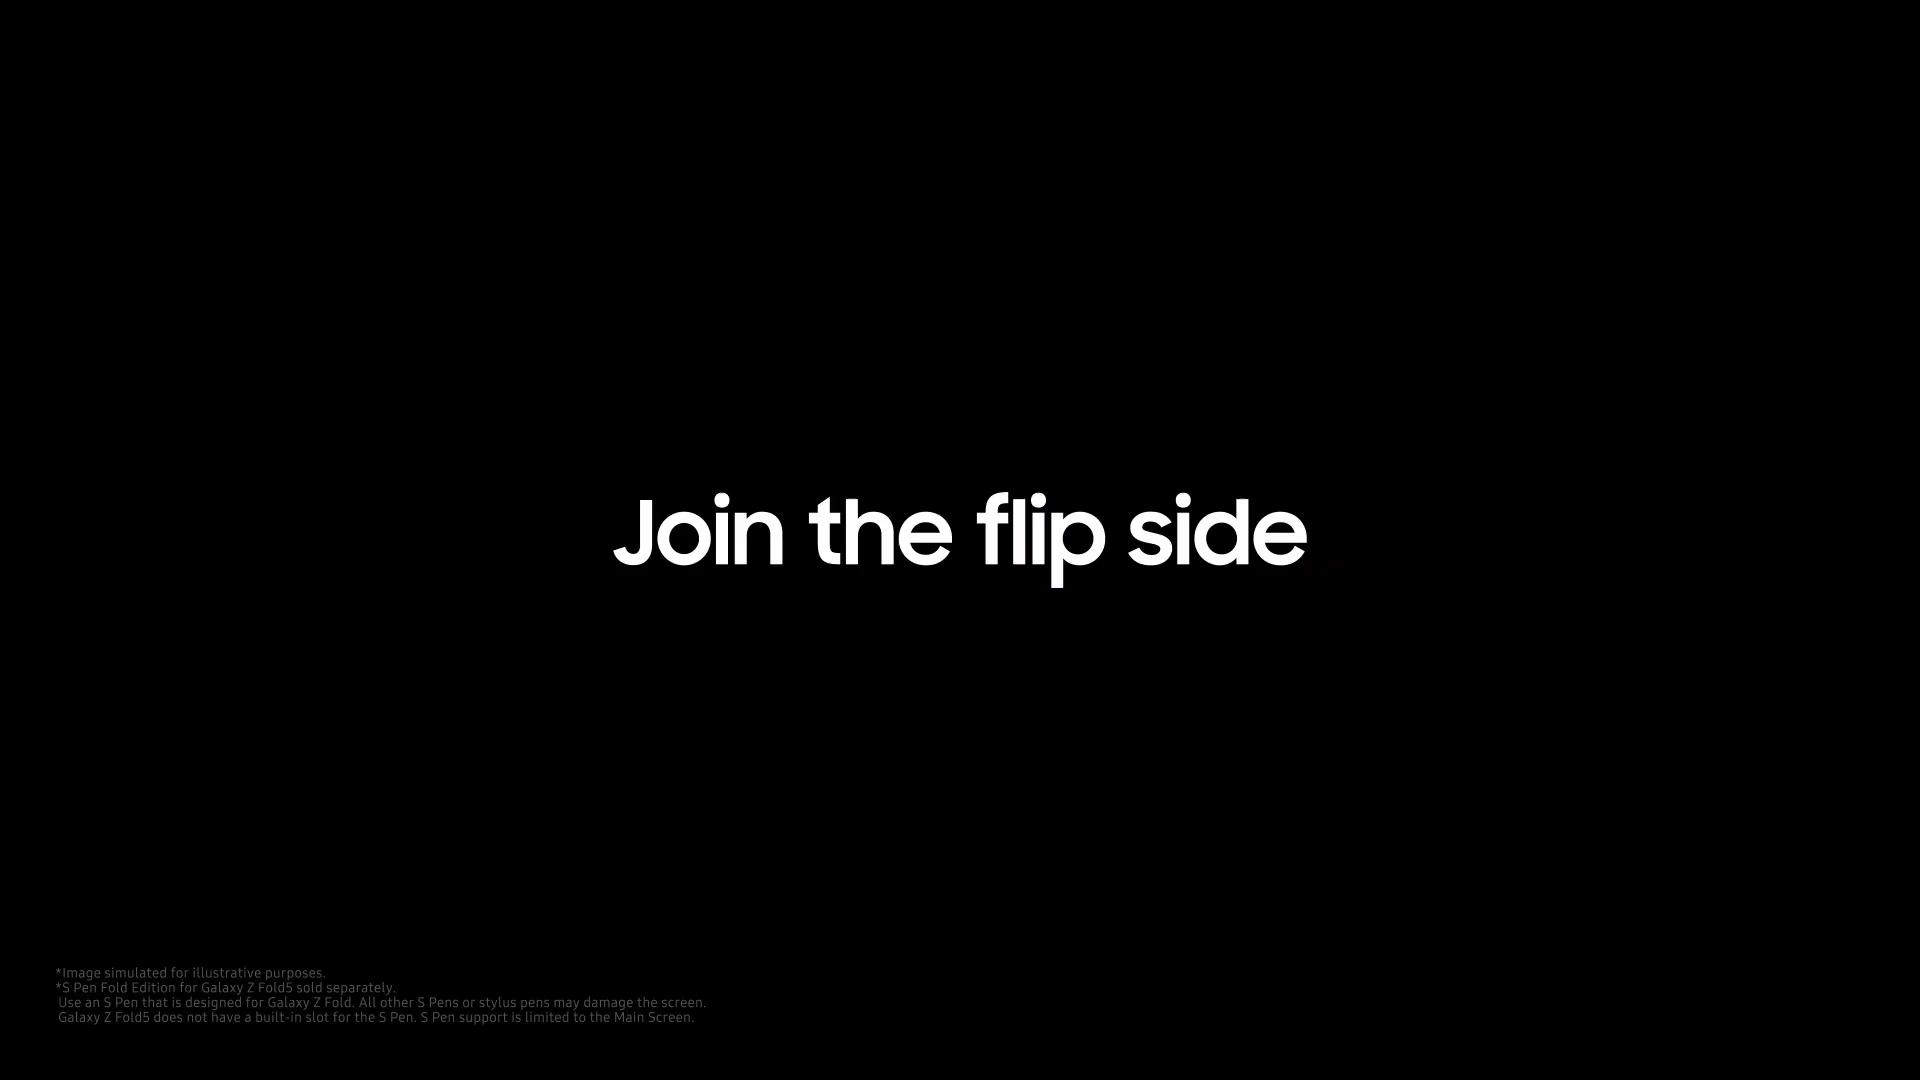 Join the flip side
*Image simulated for illustrative purposes.
*S Pen Fold Edition for Galaxy Z Fold5 sold separately.
Use an S Pen that is designed for Galaxy Z Fold. All other S Pens or stylus pens may damage the screen.
Galaxy Z Fold5 does not have a built-in slot for the S Pen. S Pen support is limited to the Main Screen.